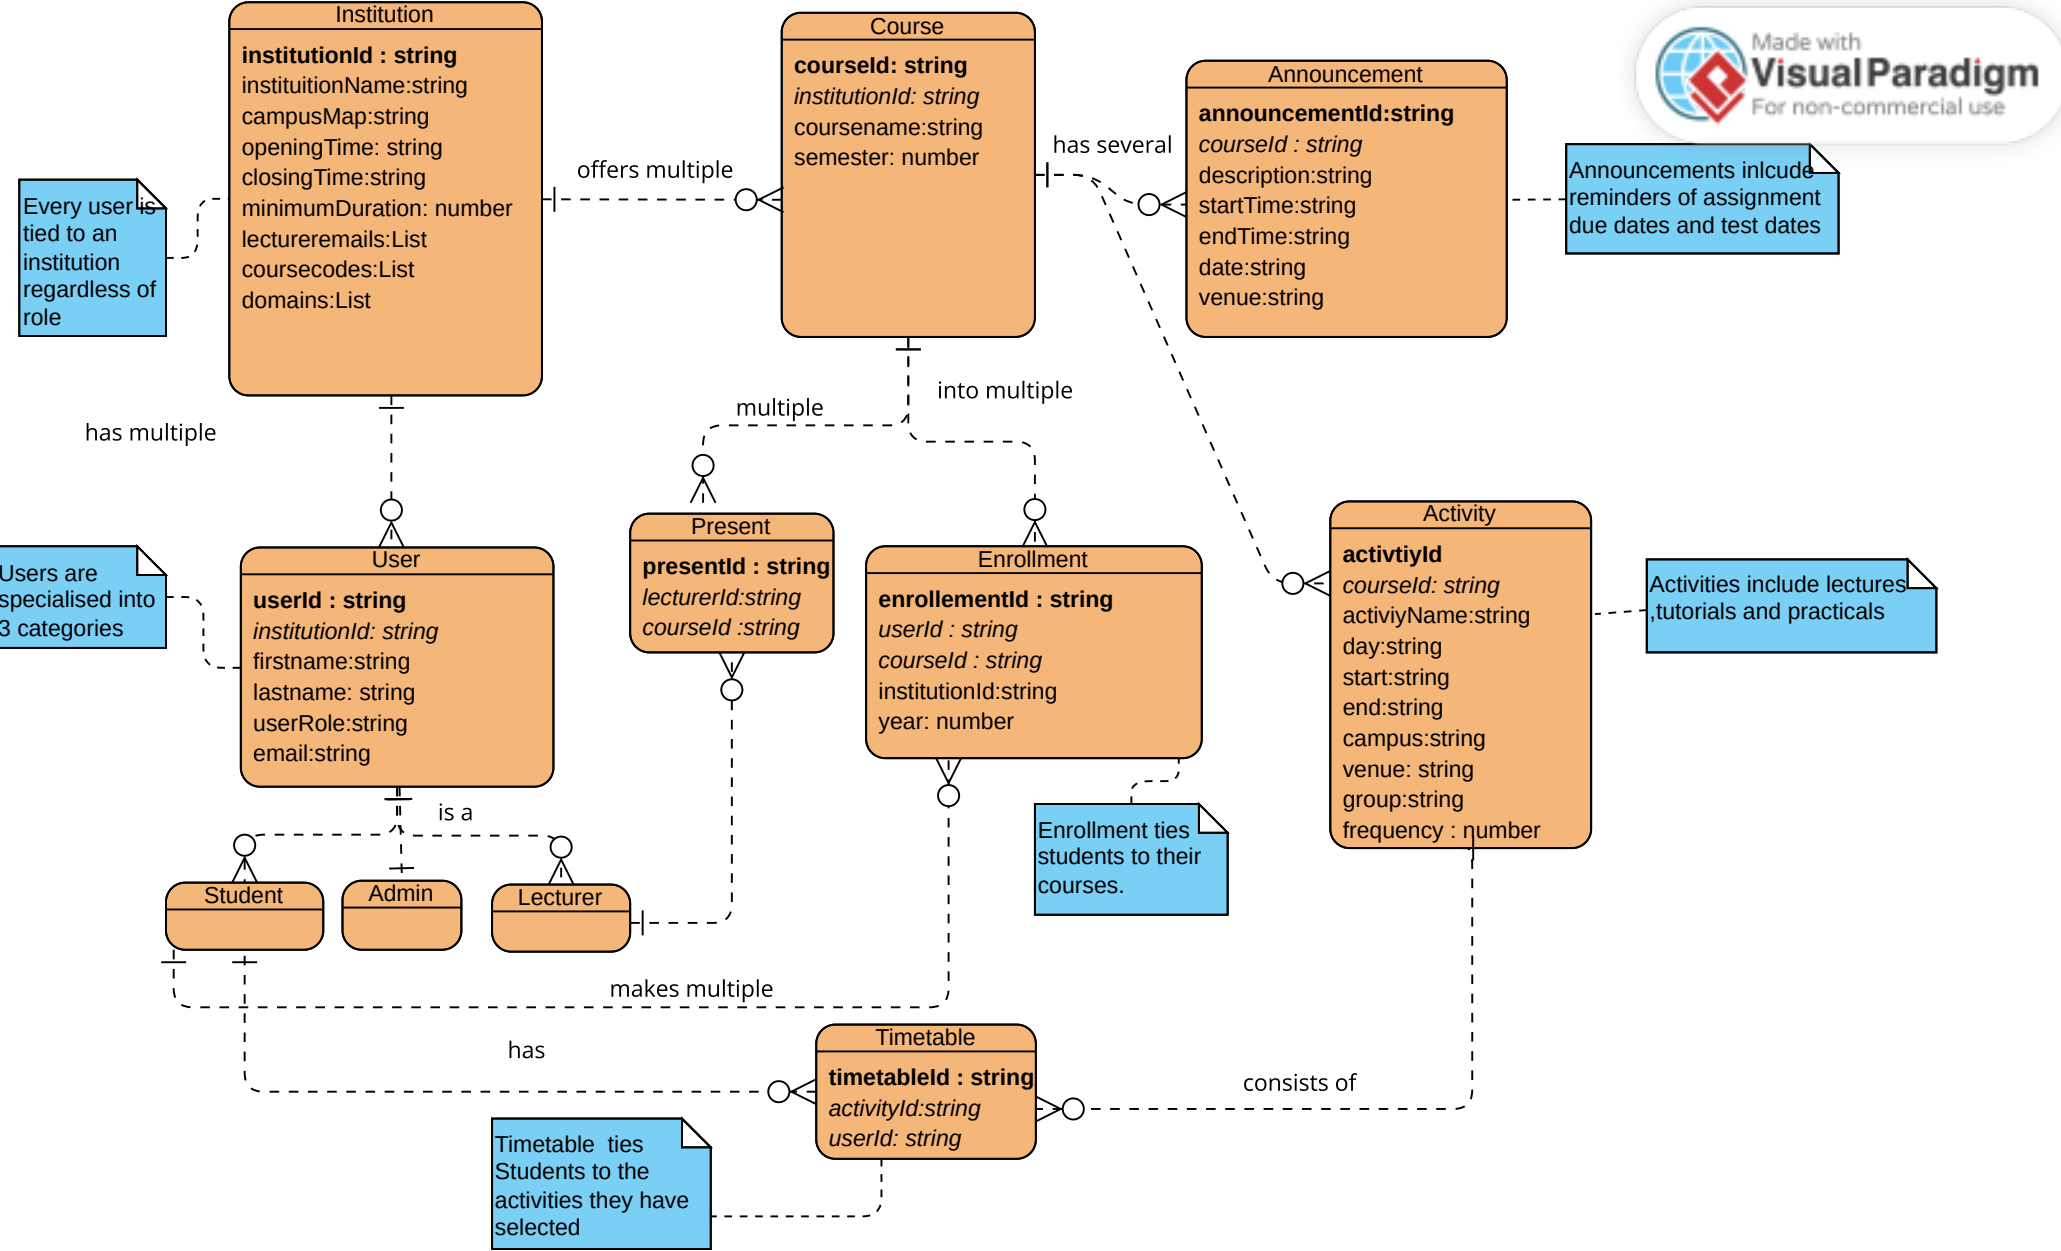 Institution
institutionId : string
instituitionName:string
campusMap:string
openingTime: string
closingTime:string
minimumDuration: number
lectureremails:List
coursecodes:List
domains:List
Course
courseId: string
institutionId: string
coursename:string
semester: number
Announcement
announcementId:string
courseId : string
description:string
startTime:string
endTime:string
date:string
venue:string
Made with
Visual Paradigm
For non-commercial use
Announcements inlcude
reminders of assignment
due dates and test dates
Every user is
tied to an
institution
regardless of
role
offers multiple
has several
has multiple
multiple
into multiple
Users are
specialised into
3 categories
User
userId : string
institutionId: string
firstname:string
lastname: string
userRole:string
email:string
Present
presentId : string
lecturerId:string
courseId :string
Enrollment
enrollementId : string
userId : string
courseId : string
institutionId:string
year: number
Activity
activtiyId
courseId: string
activiyName:string
day:string
start:string
end:string
campus:string
venue: string
group:string
frequency : number
Activities include lectures
,tutorials and practicals
is a
Student
Admin
Lecturer
Enrollment ties
students to their
courses.
makes multiple
has
Timetable
timetableId : string
activityId:string
userId: string
consists of
Timetable  ties
Students to the
activities they have
selected